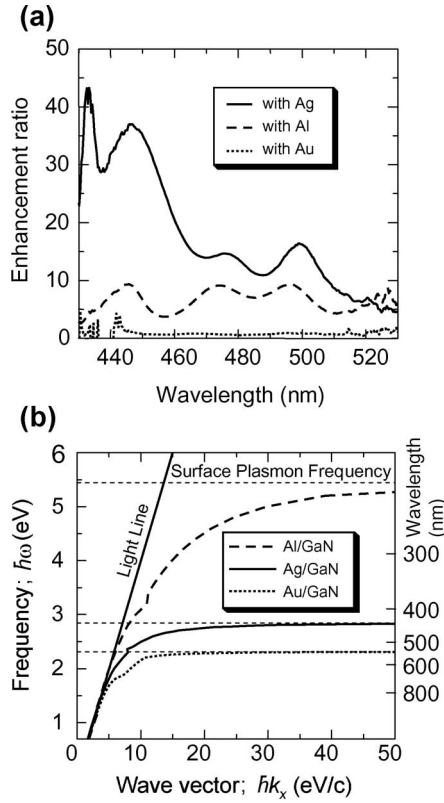 (a)
50
40
30
20
10
0
Enhancement ratio
with Ag
with Al
with Au
440 460 480 500 520
Wavelength (nm)
(b)
6
5
4
3
2
1
Frequency; ℏω (eV)
Surface Plasmon Frequency
Light Line
Al/GaN
Ag/GaN
Au/GaN
Wavelength
(nm)
300
400
500
600
800
0 10 20 30 40 50
Wave vector; ℏkₓ (eV/c)